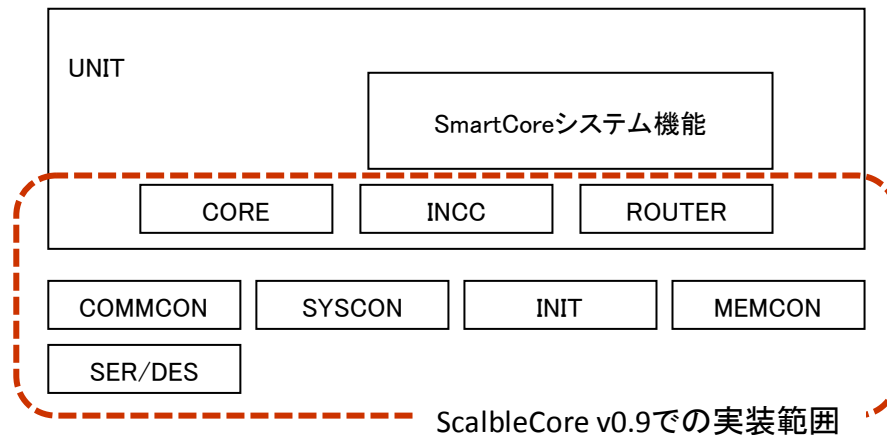 UNIT
SmartCoreシステム機能
CORE
INCC
ROUTER
COMMCON
SYSCON
INIT
MEMCON
SER/DES
ScalbleCore v0.9での実装範囲